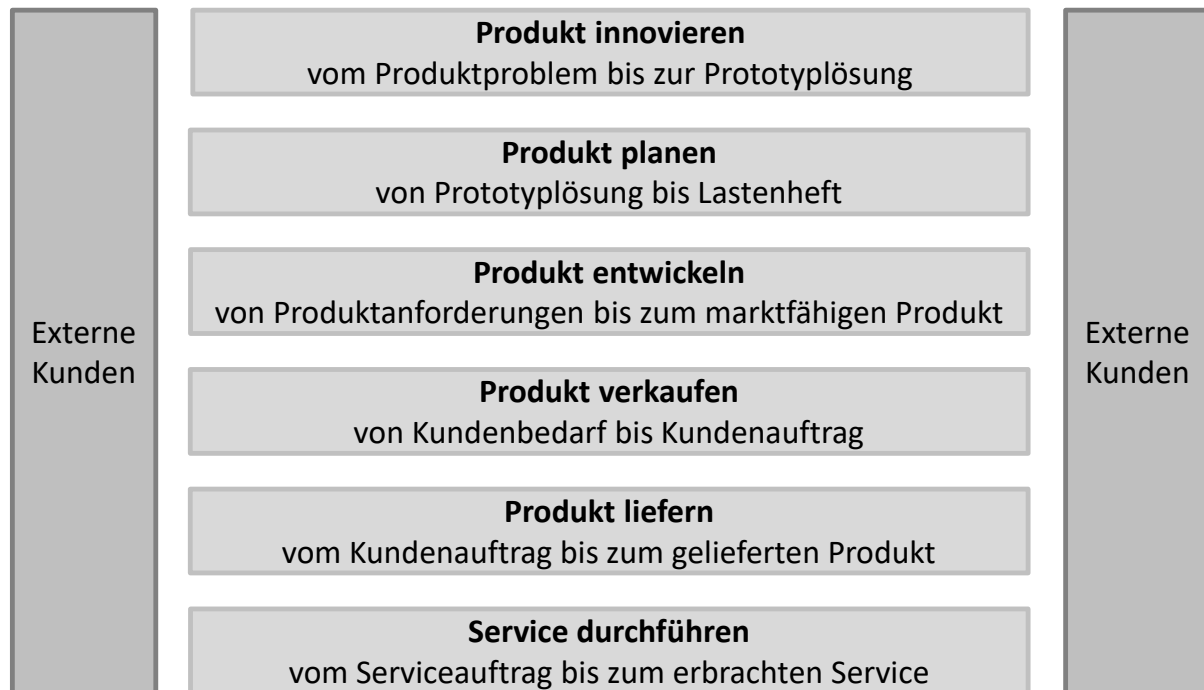 Produkt innovieren
vom Produktproblem bis zur Prototyplösung
Produkt planen
von Prototyplösung bis Lastenheft
Produkt entwickeln
von Produktanforderungen bis zum marktfähigen Produkt
Externe
Kunden
Externe
Kunden
Produkt verkaufen
von Kundenbedarf bis Kundenauftrag
Produkt liefern
vom Kundenauftrag bis zum gelieferten Produkt
Service durchführen
vom Serviceauftrag bis zum erbrachten Service